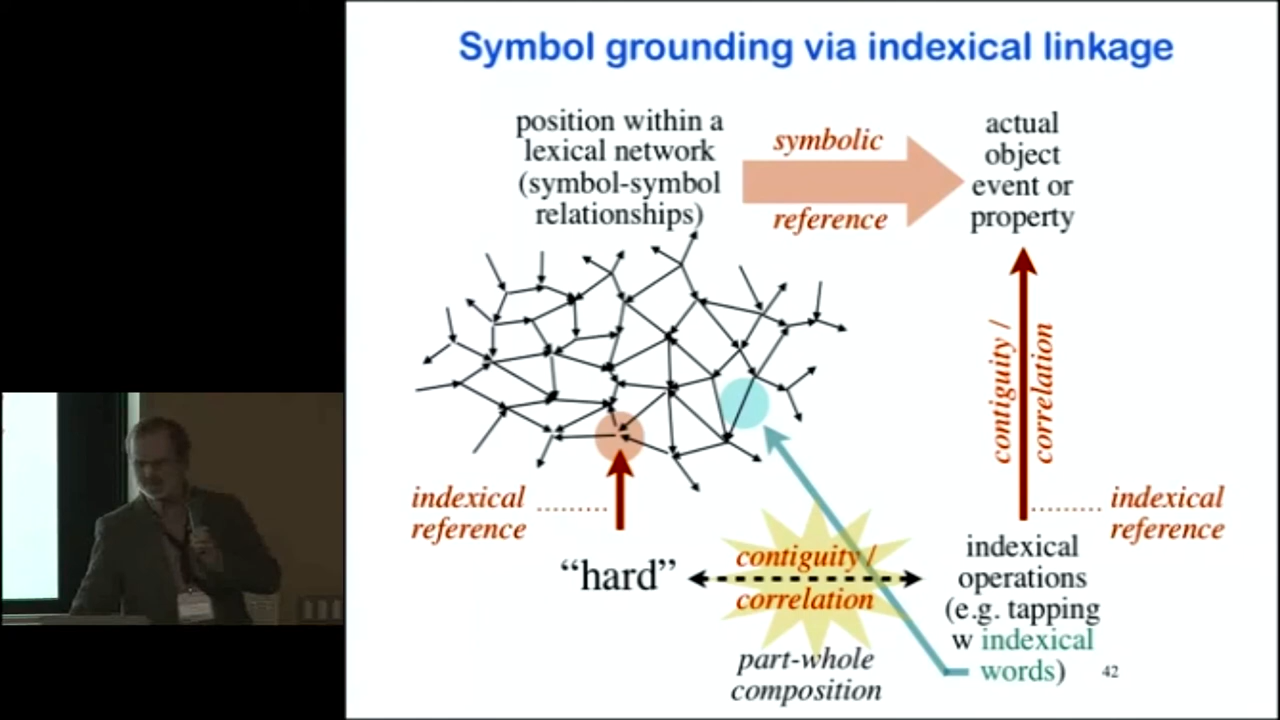 Symbol grounding via indexical linkage
position within a
lexical network
(symbol-symbol
relationships)
symbolic
reference
actual
object
event or
property
contiguity /
correlation
indexical
reference
indexical
reference
"hard"
contiguity /
correlation
part-whole
composition
indexical
operations
(e.g. tapping
w indexical
words)
42